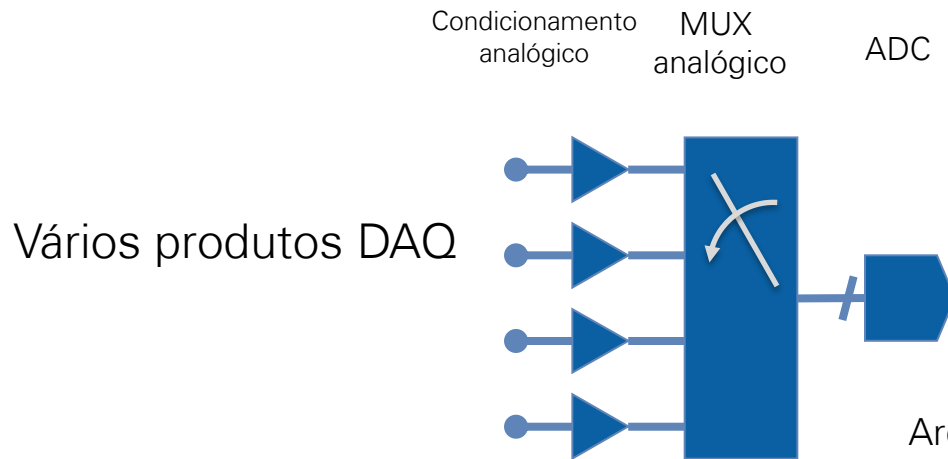 Condicionamento
analógico
MUX
analógico
ADC
Vários produtos DAQ